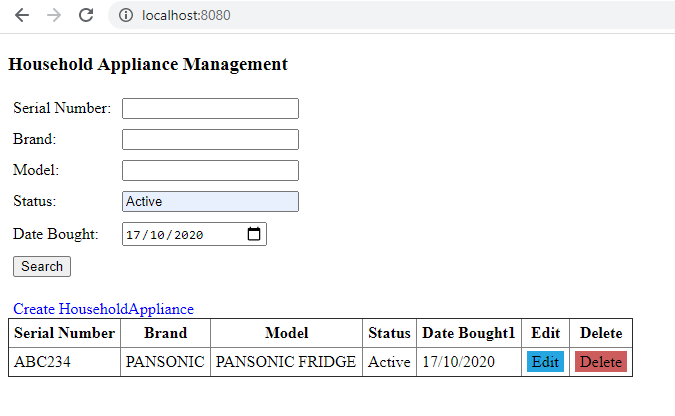 localhost:8080
Household Appliance Management
Serial Number:
Brand:
Model:
Status: Active
Date Bought: 17/10/2020
Search
Create HouseholdAppliance
Serial Number Brand Model Status Date Bought1 Edit Delete
ABC234 PANSONIC PANSONIC FRIDGE Active 17/10/2020 Edit Delete